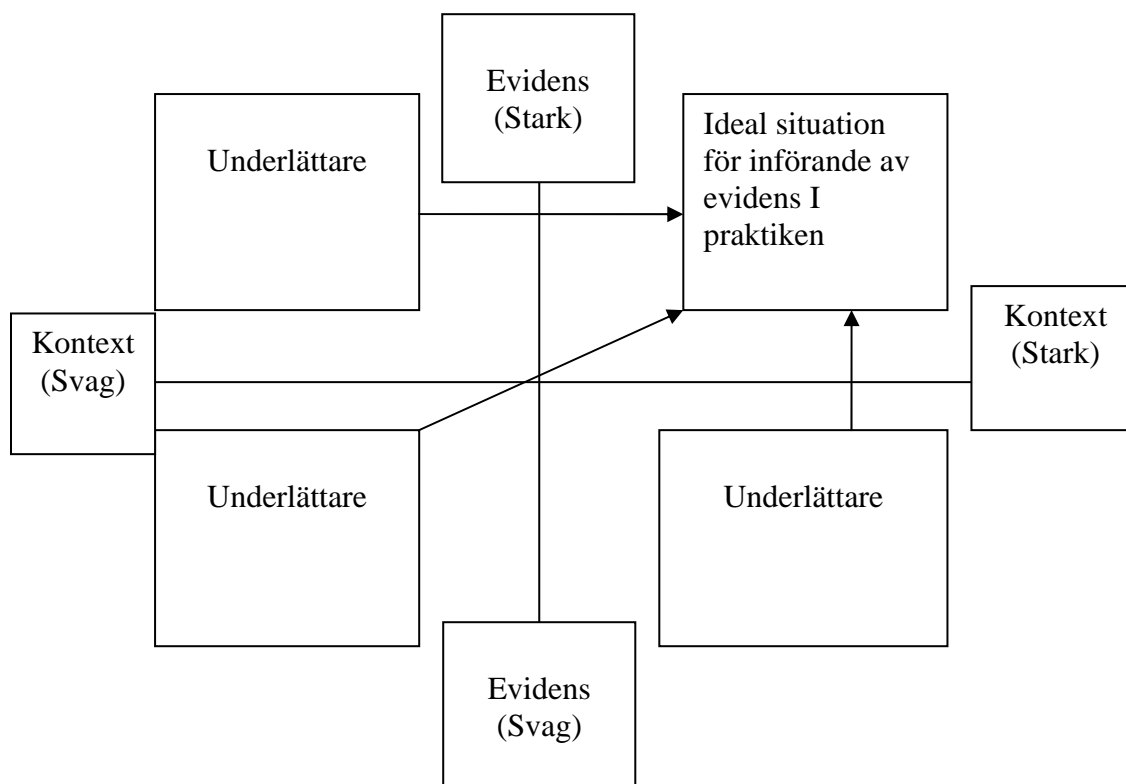 Evidens
(Stark)
Underlättare
Ideal situation
för införande av
evidens I
praktiken
Kontext
(Svag)
Kontext
(Stark)
Underlättare
Underlättare
Evidens
(Svag)